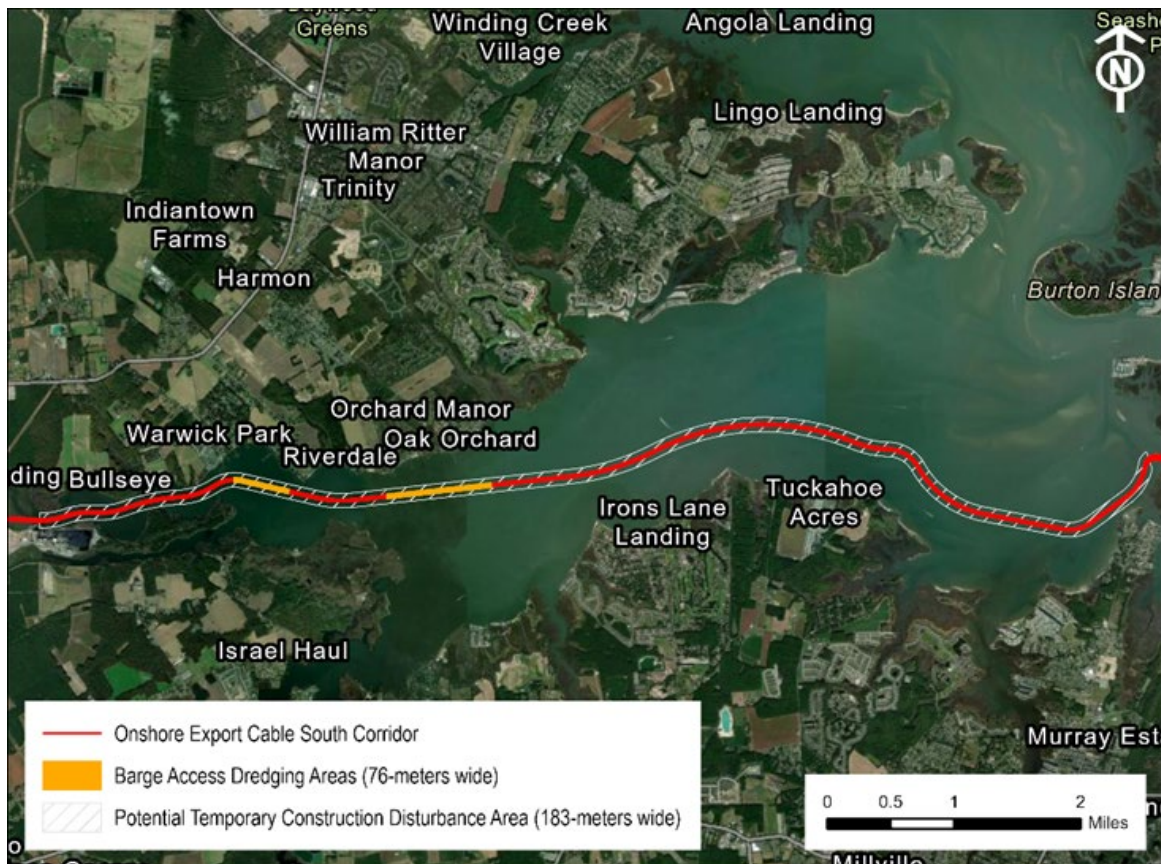 Greens
Winding Creek
Village
Angola Landing
N
Lingo Landing
William Ritter
Manor
Trinity
Indiantown
Farms
Harmon
Burton Islan
Orchard Manor
Oak Orchard
Warwick Park
Riverdale
ding Bullseye
Tuckahoe
Acres
Irons Lane
Landing
Israel Haul
Murray Est
Onshore Export Cable South Corridor
Barge Access Dredging Areas (76-meters wide)
Potential Temporary Construction Disturbance Area (183-meters wide)
0 0.5 1 2
Miles